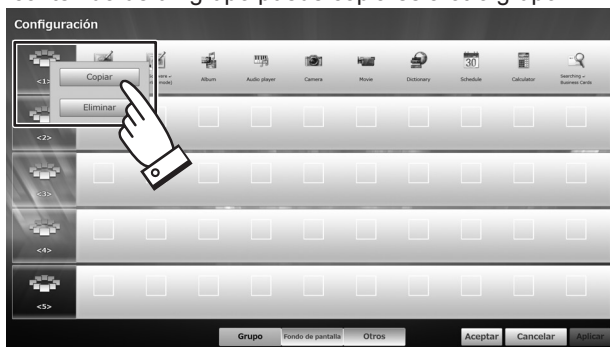 Configuración
Copiar
Eliminar
<1>
Album
Audio player
Camera
Movie
Dictionary
30
Schedule
Calculator
Searching
Business Cards
<2>
<3>
<4>
<5>
Grupo
Fondo de pantalla
Otros
Aceptar
Cancelar
Aplicar